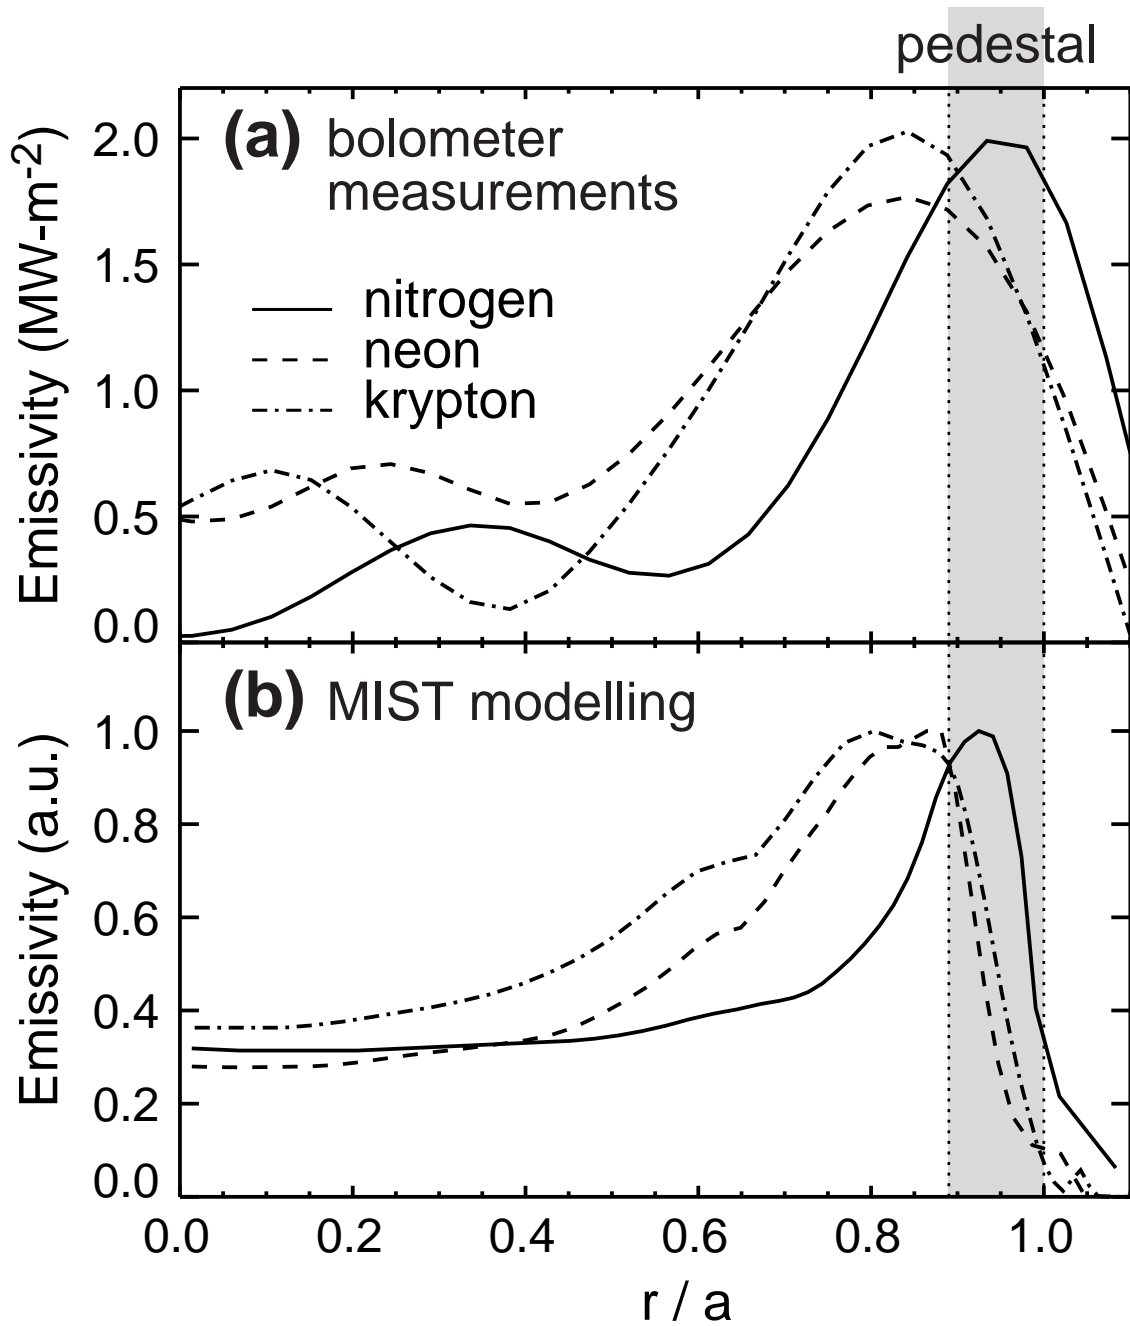 pedestal
(a) bolometer
measurements
nitrogen
neon
krypton
Emissivity (MW-m-2)
2.0
1.5
1.0
0.5
0.0
(b) MIST modelling
Emissivity (a.u.)
1.0
0.8
0.6
0.4
0.2
0.0
0.0 0.2 0.4 0.6 0.8 1.0
r / a